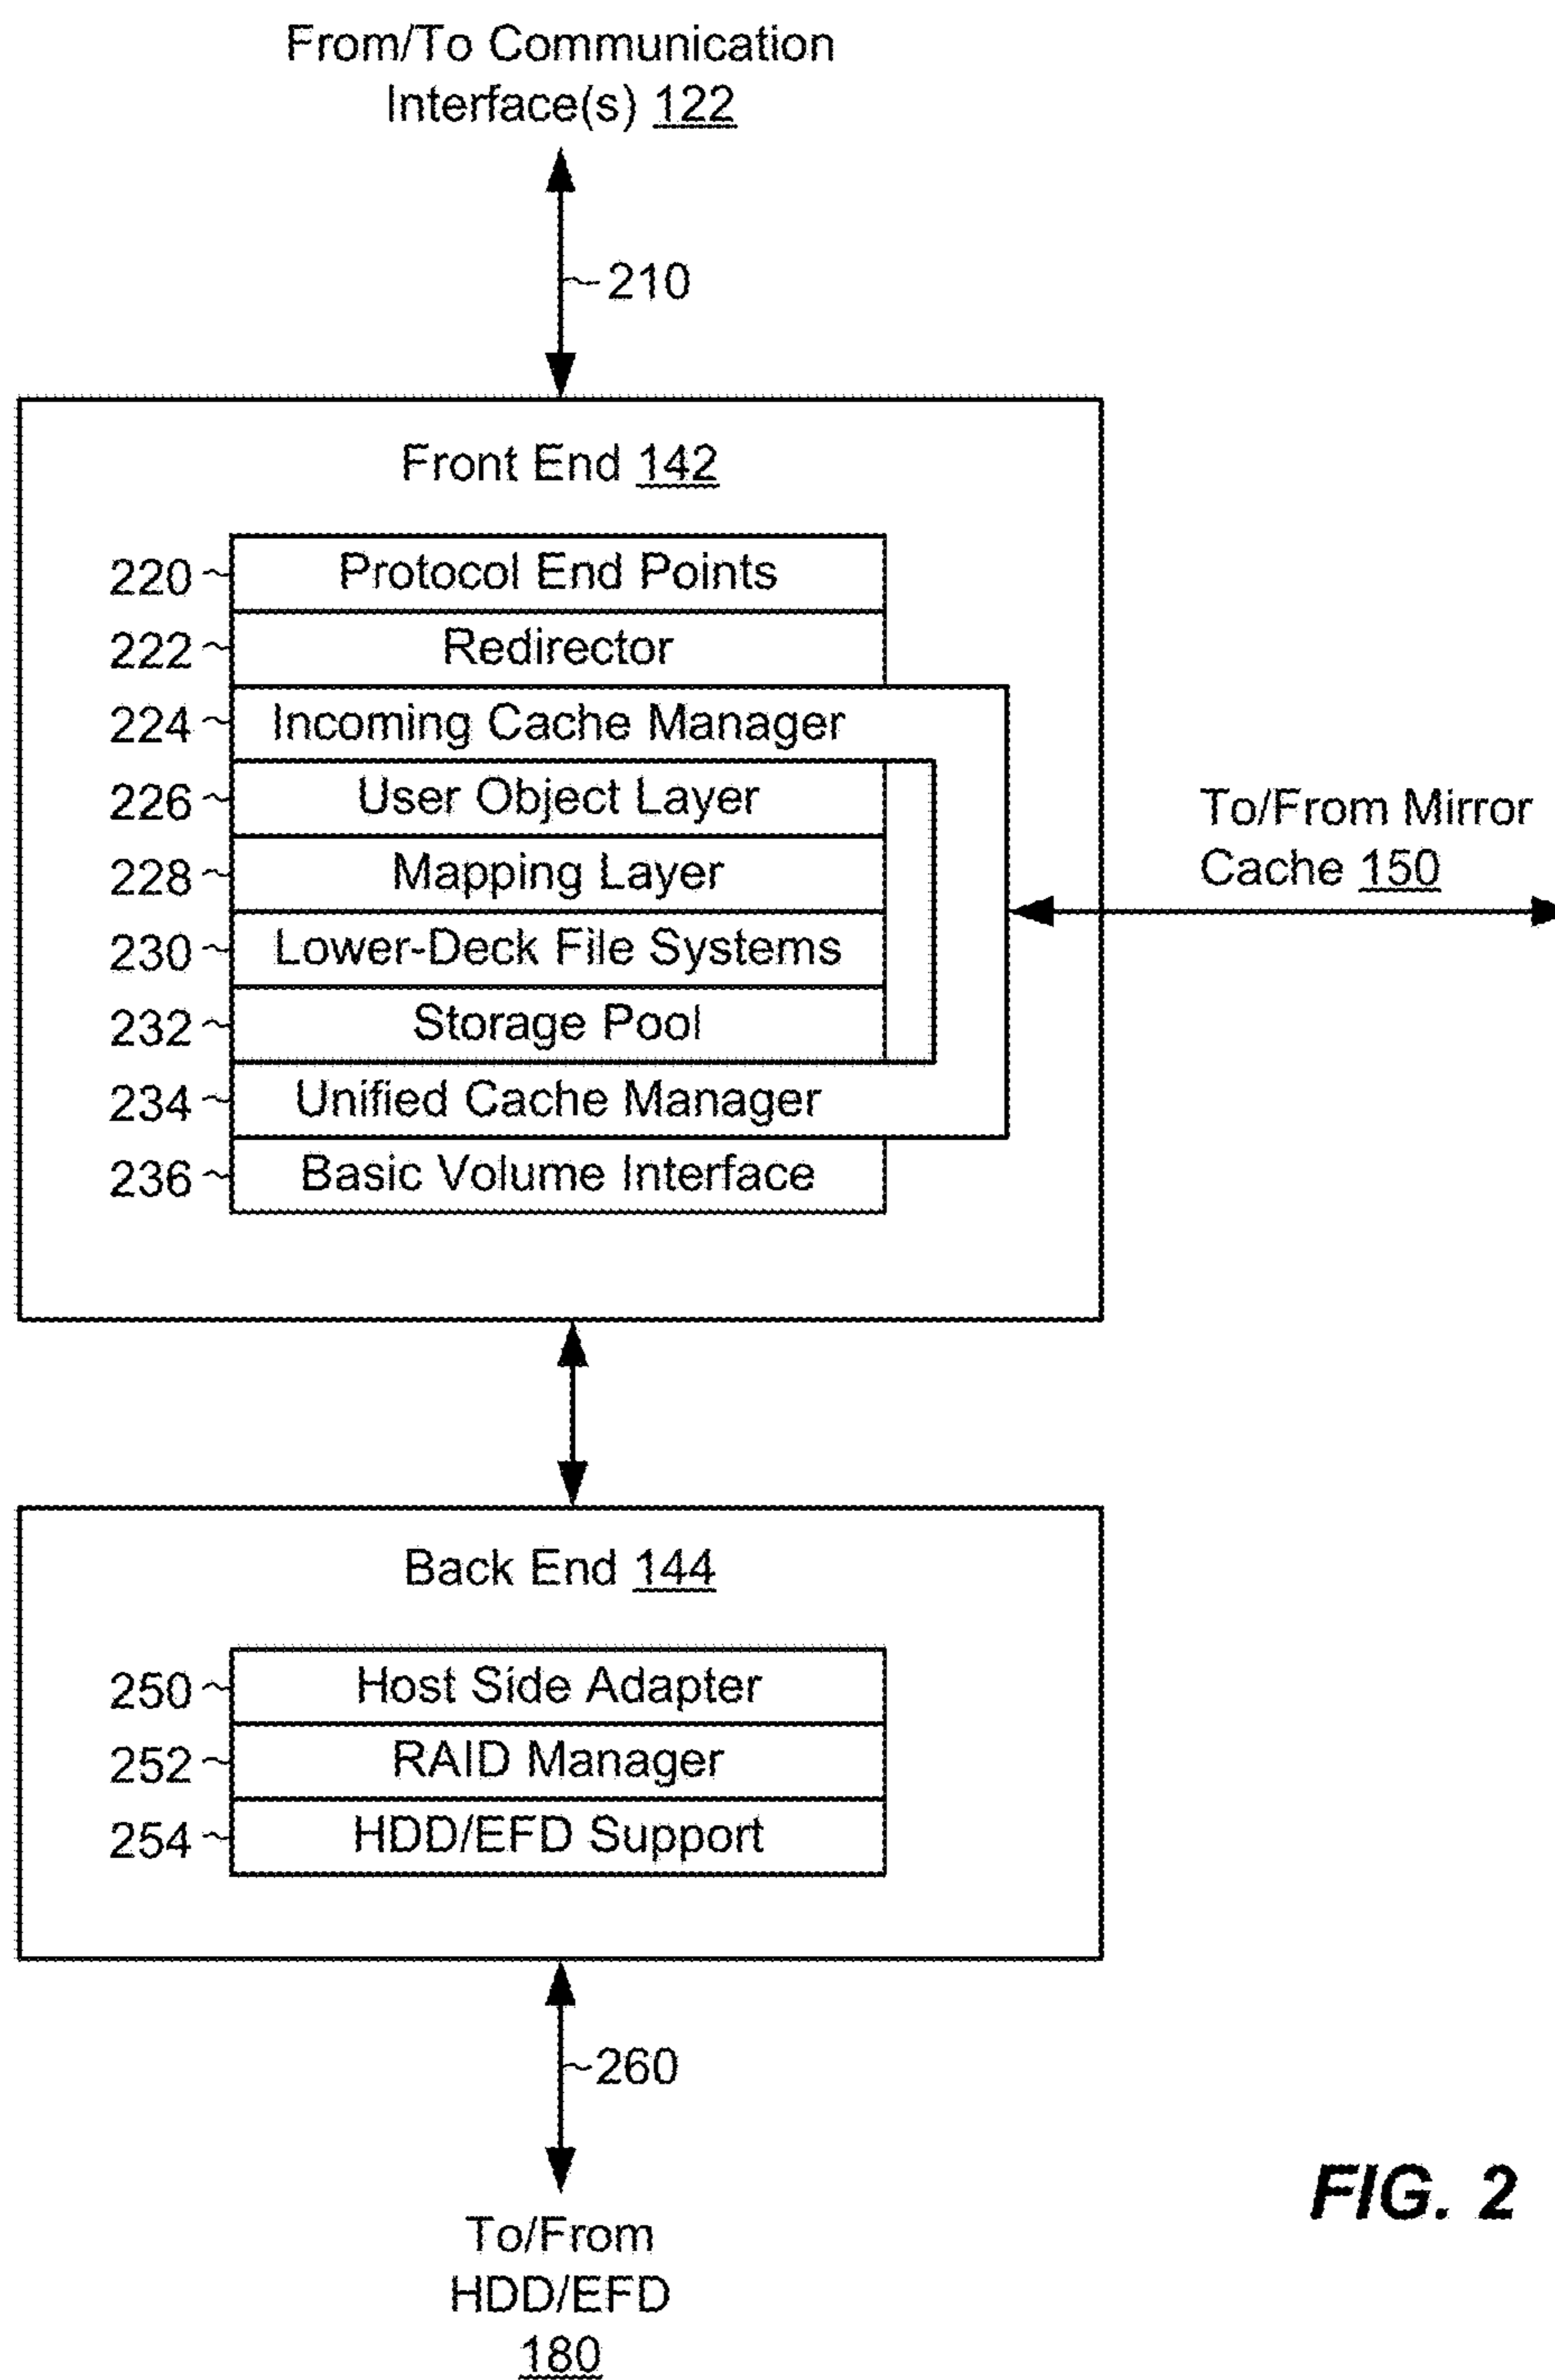 From/To Communication
Interface(s) 122
210
Front End 142
220 Protocol End Points
222 Redirector
224 Incoming Cache Manager
226 User Object Layer
228 Mapping Layer
230 Lower-Deck File Systems
232 Storage Pool
234 Unified Cache Manager
236 Basic Volume Interface
To/From Mirror
Cache 150
Back End 144
250 Host Side Adapter
252 RAID Manager
254 HDD/EFD Support
260
To/From
HDD/EFD
180
FIG. 2